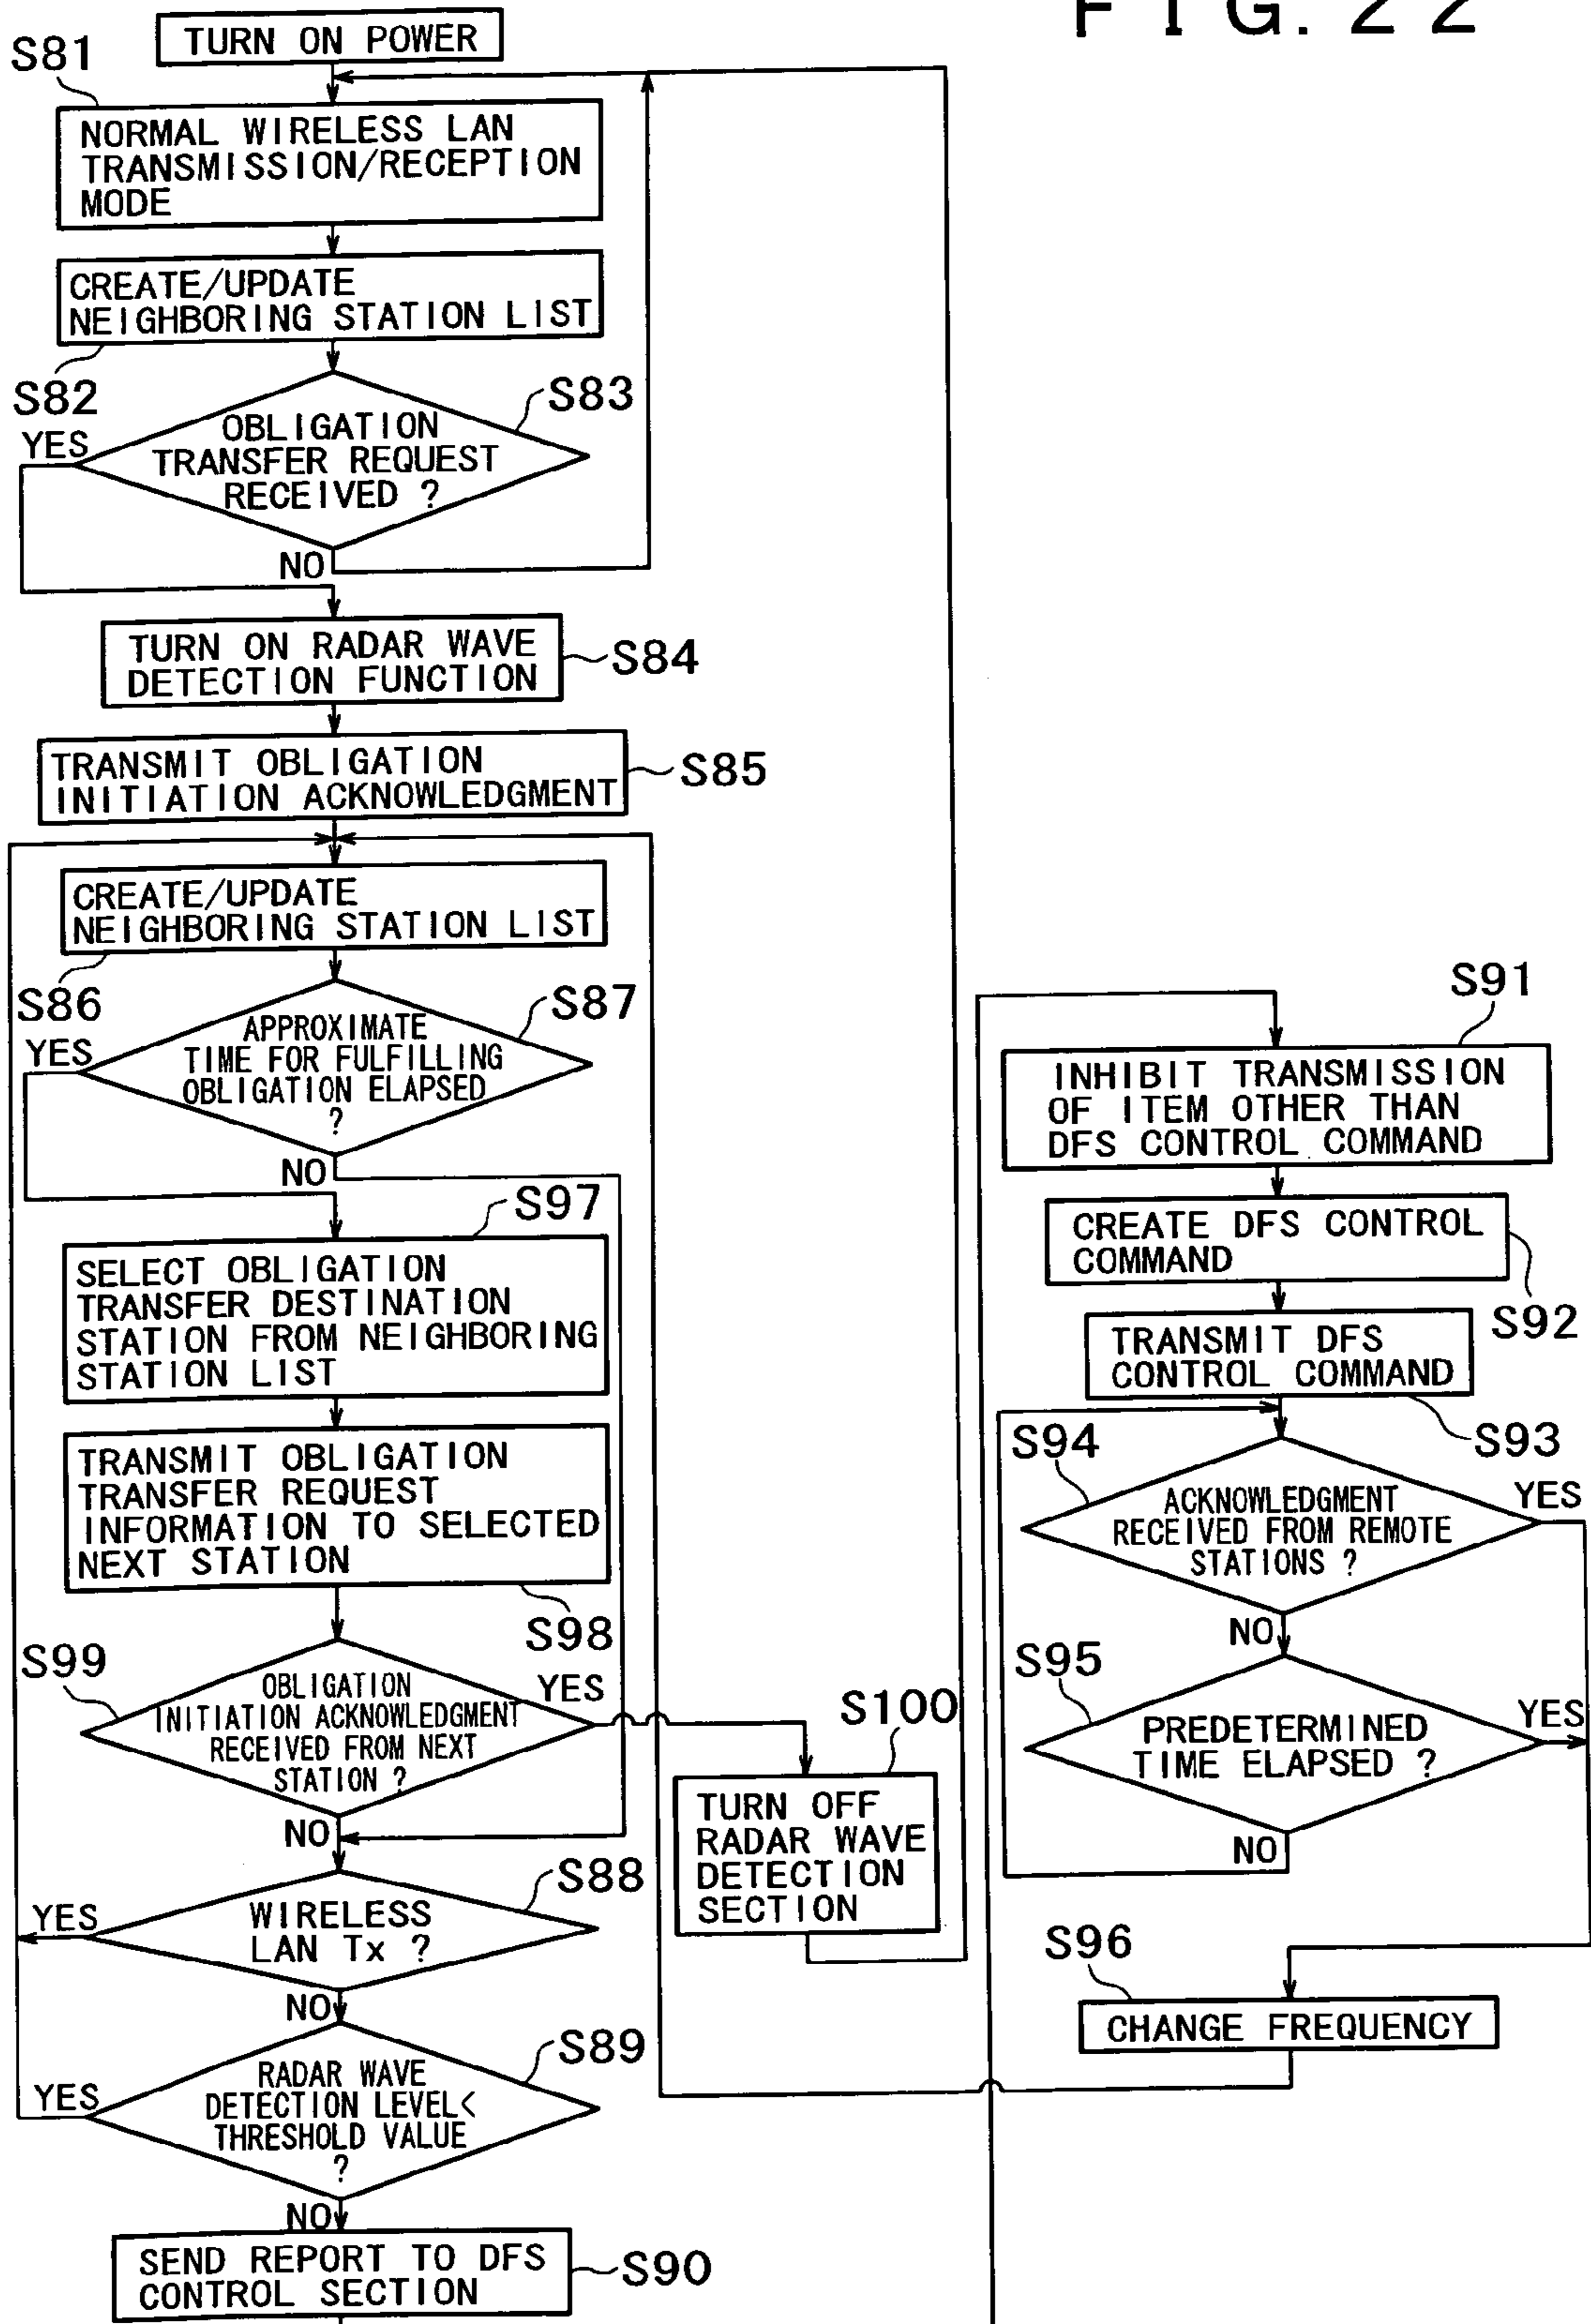 FIG. 22
TURN ON POWER
S81
NORMAL WIRELESS LAN
TRANSMISSION/RECEPTION
MODE
CREATE/UPDATE
NEIGHBORING STATION LIST
S82
S83
YES
OBLIGATION
TRANSFER REQUEST
RECEIVED ?
NO
TURN ON RADAR WAVE
DETECTION FUNCTION
S84
TRANSMIT OBLIGATION
INITIATION ACKNOWLEDGMENT
S85
CREATE/UPDATE
NEIGHBORING STATION LIST
S86
S87
YES
APPROXIMATE
TIME FOR FULFILLING
OBLIGATION ELAPSED
?
NO
S97
SELECT OBLIGATION
TRANSFER DESTINATION
STATION FROM NEIGHBORING
STATION LIST
TRANSMIT OBLIGATION
TRANSFER REQUEST
INFORMATION TO SELECTED
NEXT STATION
S98
S99
OBLIGATION
INITIATION ACKNOWLEDGMENT
RECEIVED FROM NEXT
STATION ?
YES
NO
S100
TURN OFF
RADAR WAVE
DETECTION
SECTION
S88
YES
WIRELESS
LAN Tx ?
NO
S89
YES
RADAR WAVE
DETECTION LEVEL<
THRESHOLD VALUE
?
NO
SEND REPORT TO DFS
CONTROL SECTION
S90
S91
INHIBIT TRANSMISSION
OF ITEM OTHER THAN
DFS CONTROL COMMAND
CREATE DFS CONTROL
COMMAND
S92
TRANSMIT DFS
CONTROL COMMAND
S93
S94
ACKNOWLEDGMENT
RECEIVED FROM REMOTE
STATIONS ?
YES
NO
S95
PREDETERMINED
TIME ELAPSED ?
YES
NO
S96
CHANGE FREQUENCY